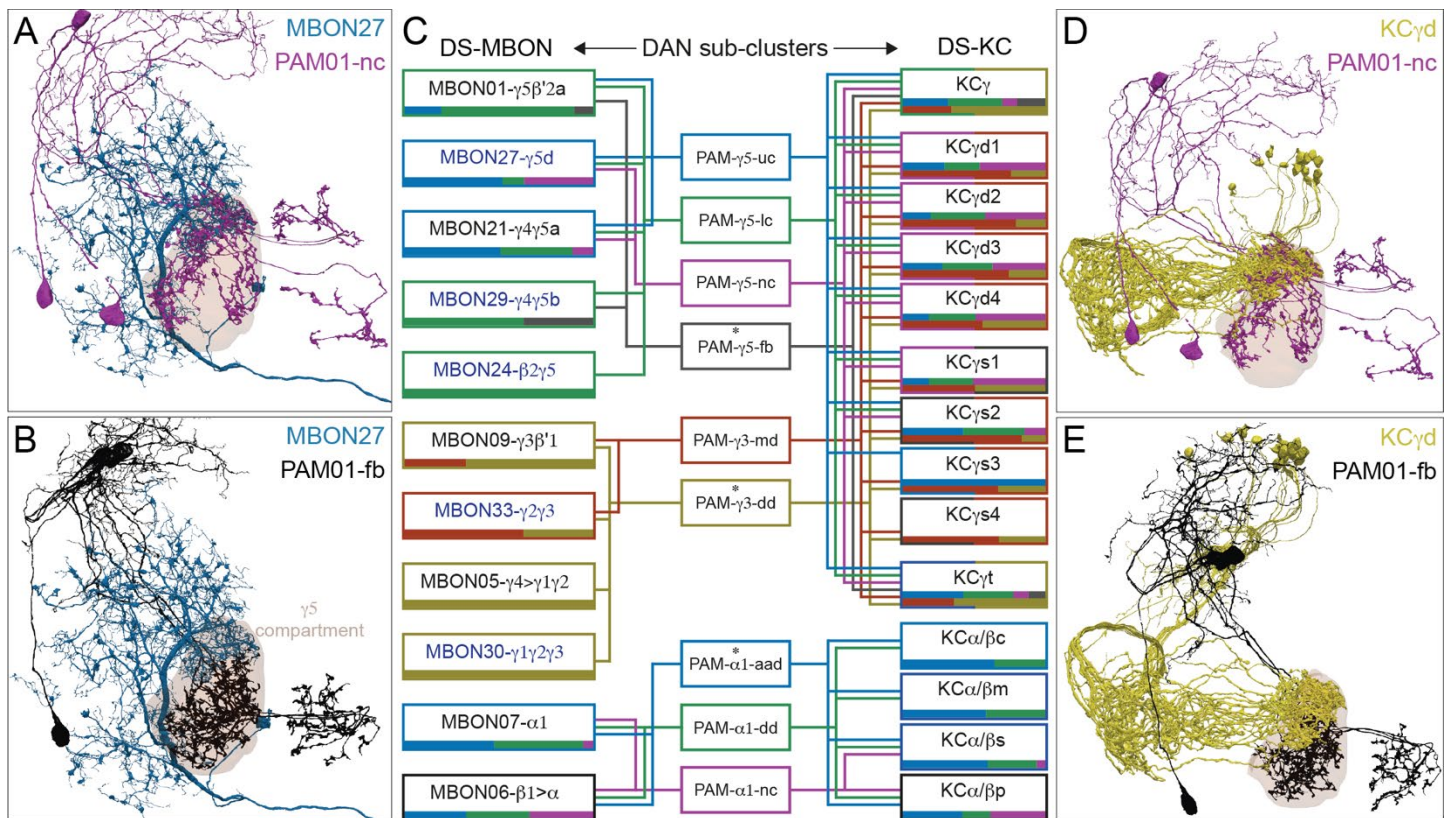 A
MBON27
PAM01-nc
B
MBON27
PAM01-fb
γ5
compartment
C
DS-MBON
DAN sub-clusters
DS-KC
MBON01-γ5β'2a
MBON27-γ5d
MBON21-γ4γ5a
MBON29-γ4γ5b
MBON24-β2γ5
MBON09-γ3β'1
MBON33-γ2γ3
MBON05-γ4>γ1γ2
MBON30-γ1γ2γ3
MBON07-α1
MBON06-β1>α
PAM-γ5-uc
PAM-γ5-lc
PAM-γ5-nc
*
PAM-γ5-fb
PAM-γ3-md
*
PAM-γ3-dd
*
PAM-α1-aad
PAM-α1-dd
PAM-α1-nc
KCγ
KCγd1
KCγd2
KCγd3
KCγd4
KCγs1
KCγs2
KCγs3
KCγs4
KCγt
KCα/βc
KCα/βm
KCα/βs
KCα/βp
D
KCγd
PAM01-nc
E
KCγd
PAM01-fb